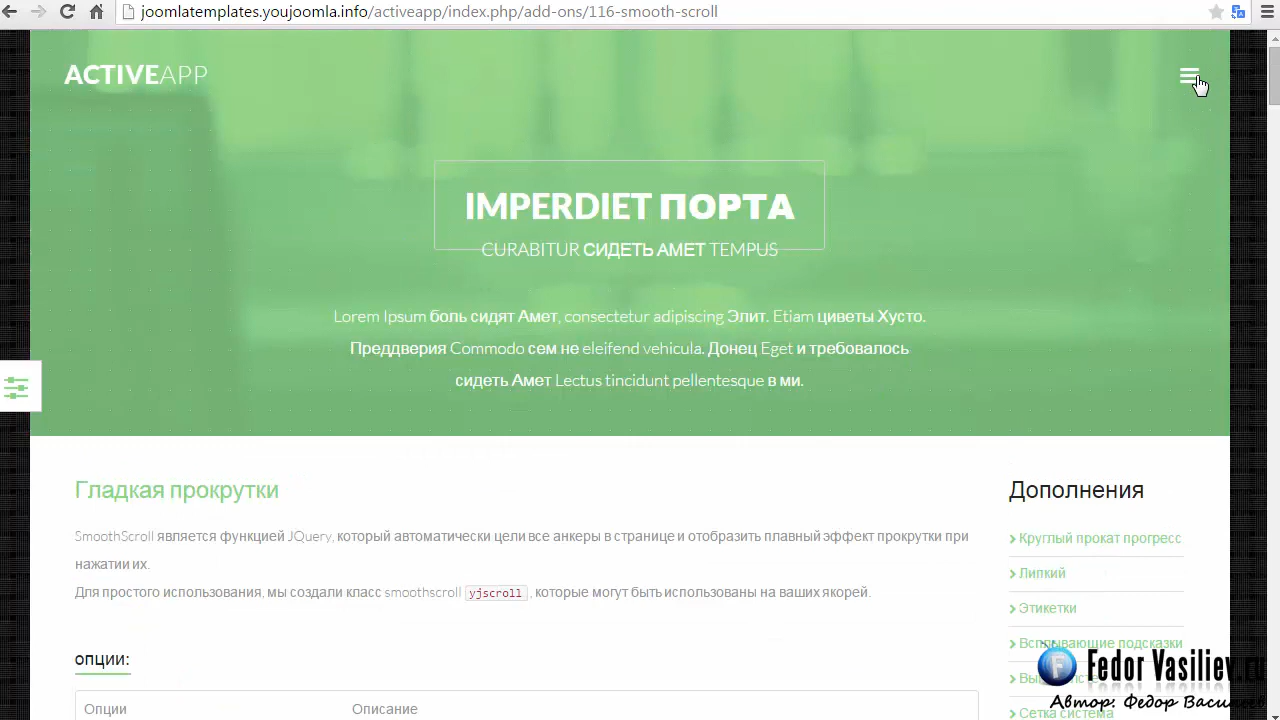 joomlatemplates.youjoomla.info/activeapp/index.php/add-ons/116-smooth-scroll
ACTIVEAPP
IMPERDIET ПОРТА
CURABITUR СИДЕТЬ АМЕТ TEMPUS
Lorem Ipsum боль сидят Амет, consectetur adipiscing Элит. Etiam цветы Хусто.
Преддверия Commodo сем не eleifend vehicula. Донец Eget и требовалось
сидеть Амет Lectus tincidunt pellentesque в ми.
Гладкая прокрутки
SmoothScroll является функцией JQuery, который автоматически цели все анкеры в странице и отобразить плавный эффект прокрутки при
нажатии их.
Для простого использования, мы создали класс smoothscroll yjscroll , которые могут быть использованы на ваших якорей.
опции:
Опции Описание
Дополнения
Круглый прокат прогресс
Липкий
Этикетки
Всплывающие подсказки
Сетка система
Fedor Vasiliev
Автор: Федор